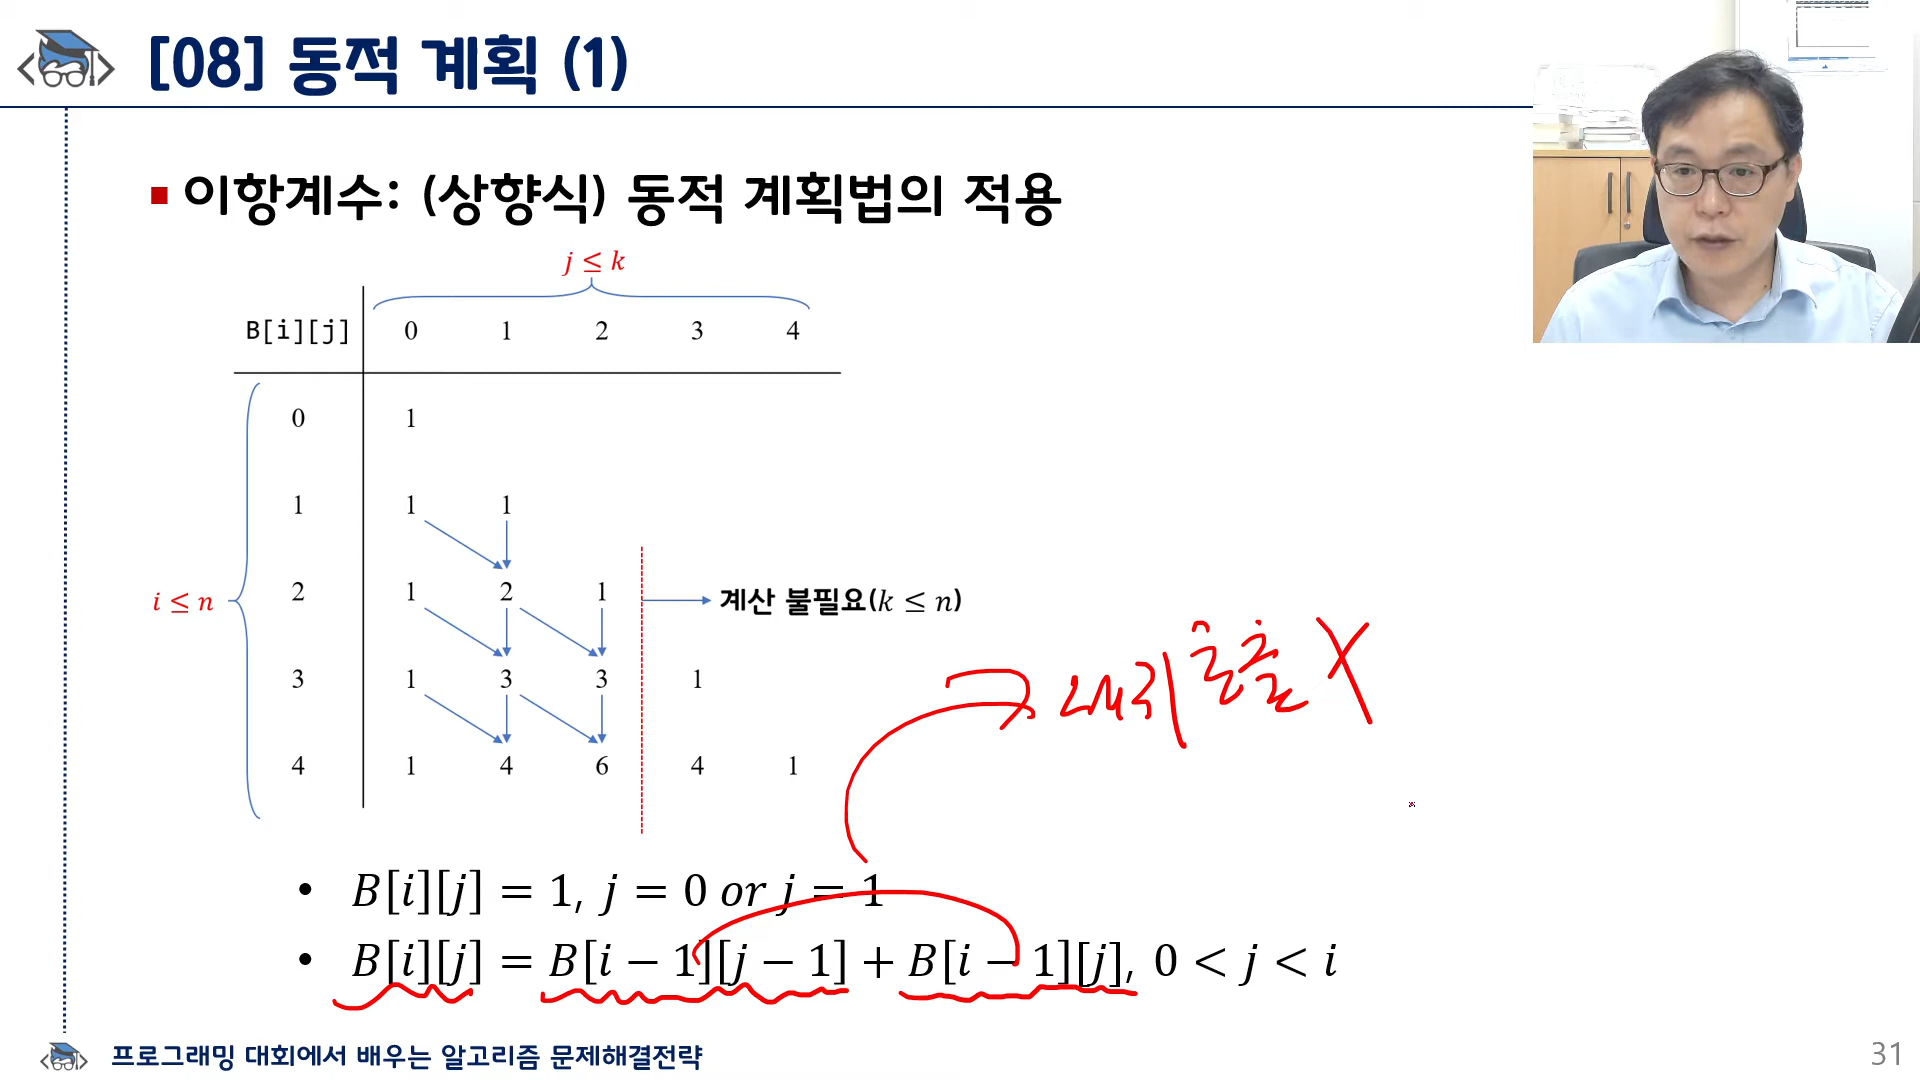 [08] 동적 계획 (1)
이항계수: (상향식) 동적 계획법의 적용
j ≤ k
B[i][j] 0 1 2 3 4
0 1
1 1 1
2 1 2 1
계산 불필요(k ≤ n)
i ≤ n
3 1 3 3 1
재귀 호출 X
4 1 4 6 4 1
• B[i][j] = 1, j = 0 or j = 1
• B[i][j] = B[i − 1][j − 1] + B[i − 1][j], 0 < j < i
프로그래밍 대회에서 배우는 알고리즘 문제해결전략
31